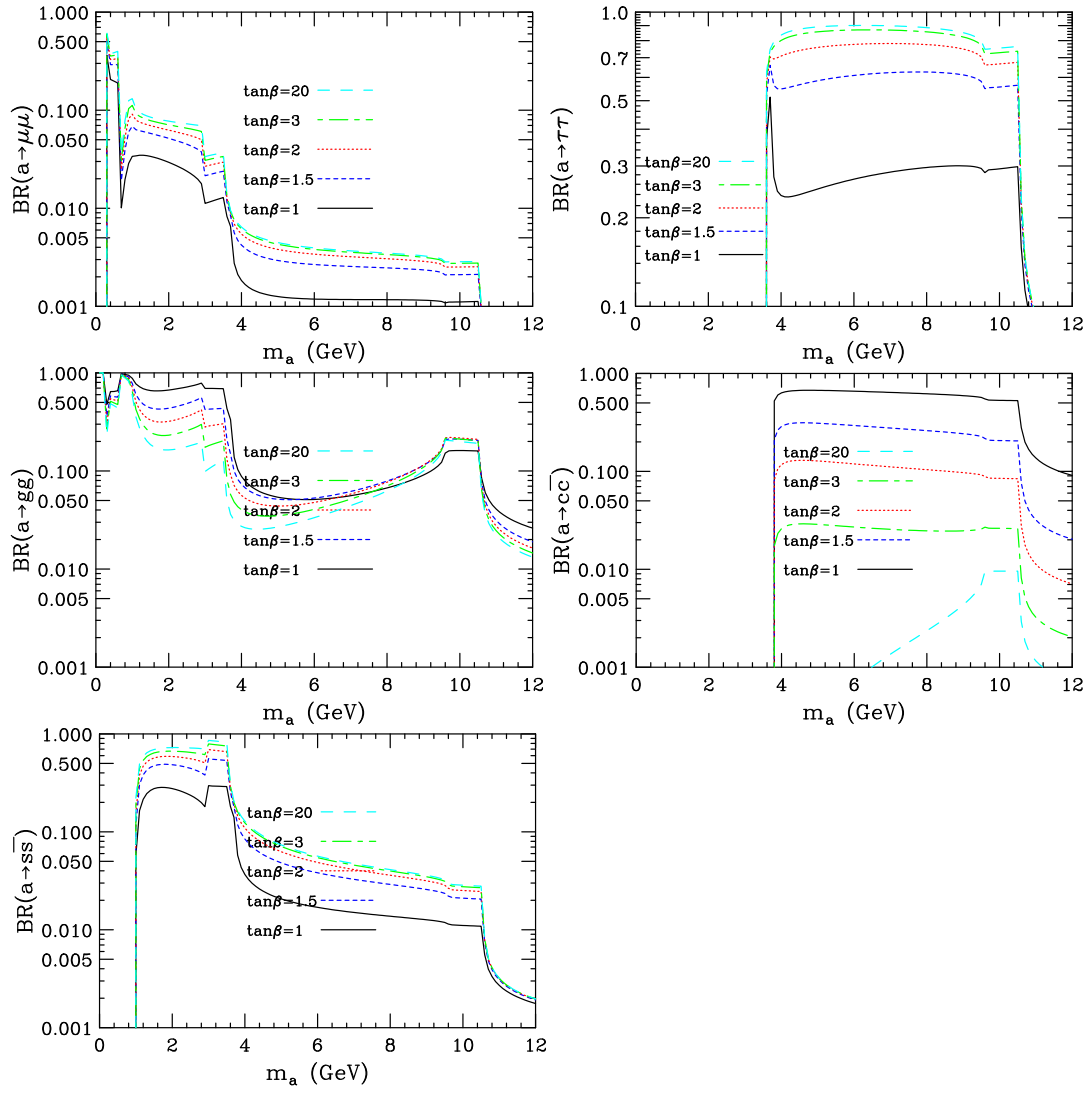 1.000
0.500
0.100
0.050
0.010
0.005
0.001
BR(a→μμ)
tanβ=20
tanβ=3
tanβ=2
tanβ=1.5
tanβ=1
0 2 4 6 8 10 12
m_a (GeV)
1.0
0.7
0.5
0.3
0.2
0.1
BR(a→ττ)
tanβ=20
tanβ=3
tanβ=2
tanβ=1.5
tanβ=1
0 2 4 6 8 10 12
m_a (GeV)
1.000
0.500
0.100
0.050
0.010
0.005
0.001
BR(a→gg)
tanβ=20
tanβ=3
tanβ=2
tanβ=1.5
tanβ=1
0 2 4 6 8 10 12
m_a (GeV)
1.000
0.500
0.100
0.050
0.010
0.005
0.001
BR(a→cc̅)
tanβ=20
tanβ=3
tanβ=2
tanβ=1.5
tanβ=1
0 2 4 6 8 10 12
m_a (GeV)
1.000
0.500
0.100
0.050
0.010
0.005
0.001
BR(a→ss̅)
tanβ=20
tanβ=3
tanβ=2
tanβ=1.5
tanβ=1
0 2 4 6 8 10 12
m_a (GeV)